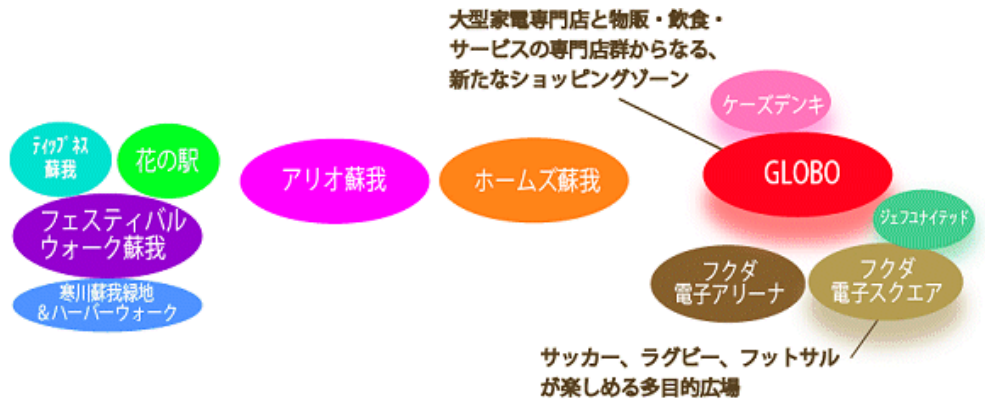 大型家電専門店と物販・飲食・
サービスの専門店群からなる、
新たなショッピングゾーン
ケーズデンキ
ティップネス
蘇我
花の駅
アリオ蘇我
ホームズ蘇我
GLOBO
フェスティバル
ウォーク蘇我
ジェフユナイテッド
寒川蘇我緑地
&ハーバーウォーク
フクダ
電子アリーナ
フクダ
電子スクエア
サッカー、ラグビー、フットサル
が楽しめる多目的広場